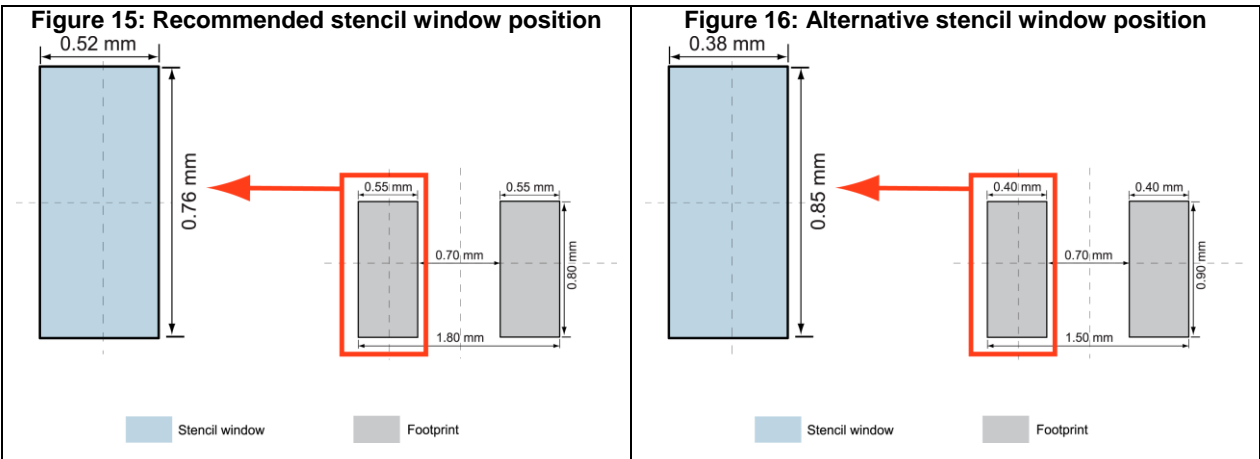 Figure 15: Recommended stencil window position
0.52 mm
0.76 mm
0.55 mm
0.55 mm
0.70 mm
0.80 mm
1.80 mm
Stencil window
Footprint
Figure 16: Alternative stencil window position
0.38 mm
0.85 mm
0.40 mm
0.40 mm
0.70 mm
0.90 mm
1.50 mm
Stencil window
Footprint